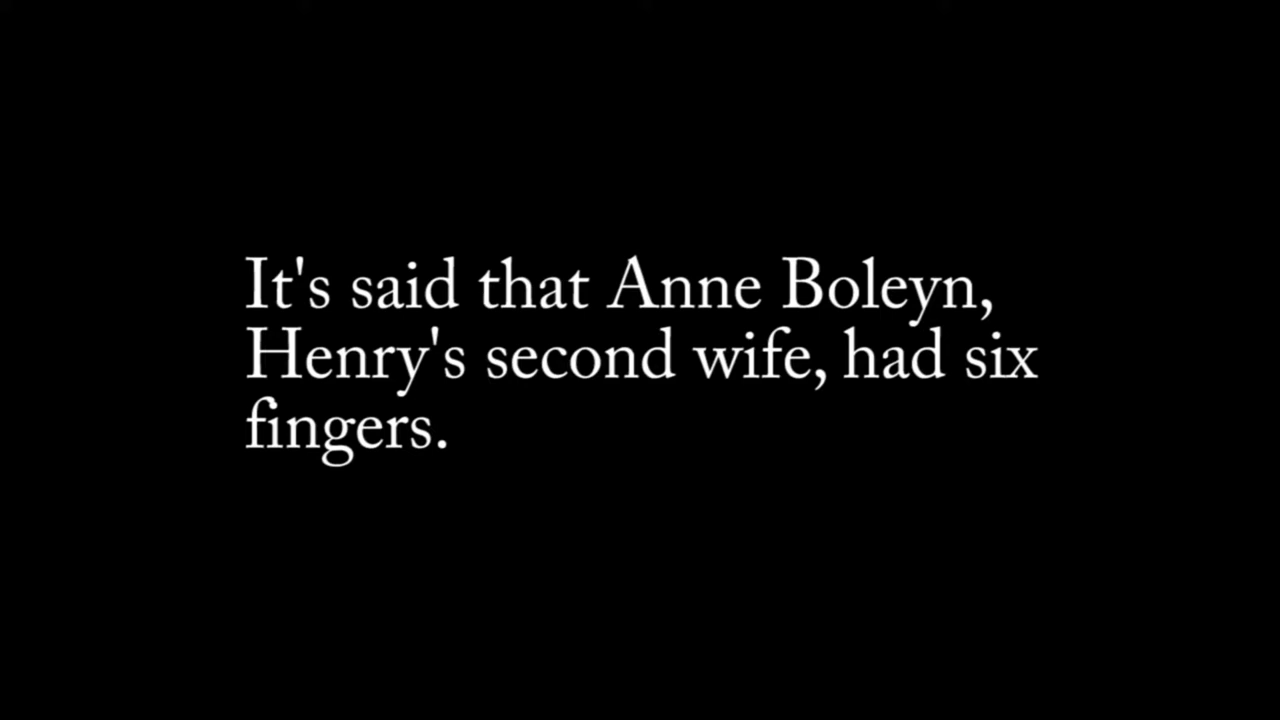 It's said that Anne Boleyn,
Henry's second wife, had six
fingers.